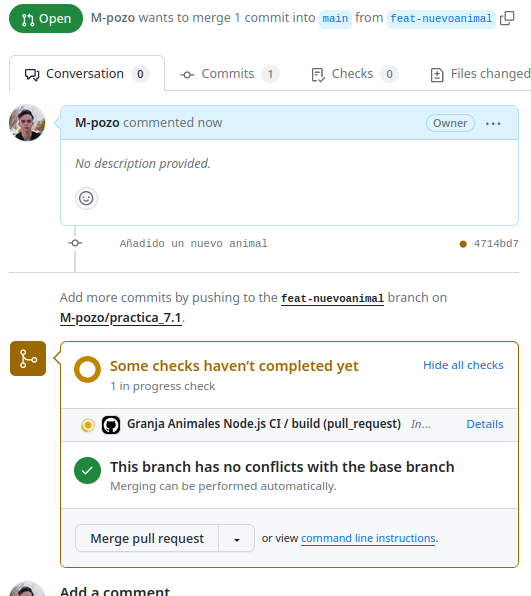 Open
M-pozo wants to merge 1 commit into main from feat-nuevoanimal
Conversation 0
Commits 1
Checks 0
Files changed
M-pozo commented now
Owner
No description provided.
Añadido un nuevo animal
4714bd7
Add more commits by pushing to the feat-nuevoanimal branch on
M-pozo/practica_7.1.
Some checks haven’t completed yet
Hide all checks
1 in progress check
Granja Animales Node.js CI / build (pull_request) In...
Details
This branch has no conflicts with the base branch
Merging can be performed automatically.
Merge pull request
or view command line instructions.
Add a comment